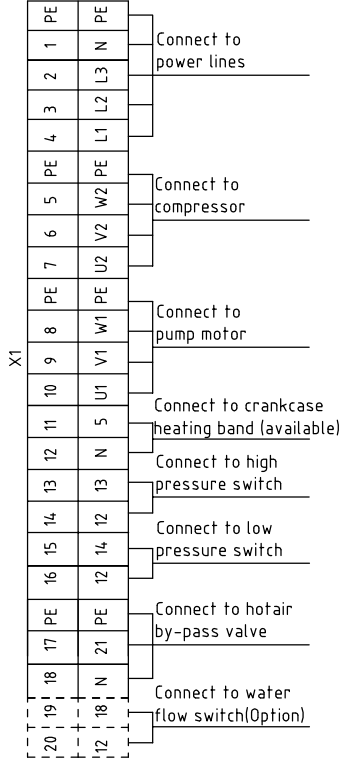 X1
PE PE
1 N
2 L3
3 L2
4 L1
Connect to
power lines
PE PE
5 W2
6 V2
7 U2
Connect to
compressor
PE PE
8 W1
9 V1
10 U1
Connect to
pump motor
11 5
12 N
Connect to crankcase
heating band (available)
13 13
14 12
Connect to high
pressure switch
15 14
16 12
Connect to low
pressure switch
PE PE
17 21
18 N
Connect to hotair
by-pass valve
19 18
20 12
Connect to water
flow switch(Option)